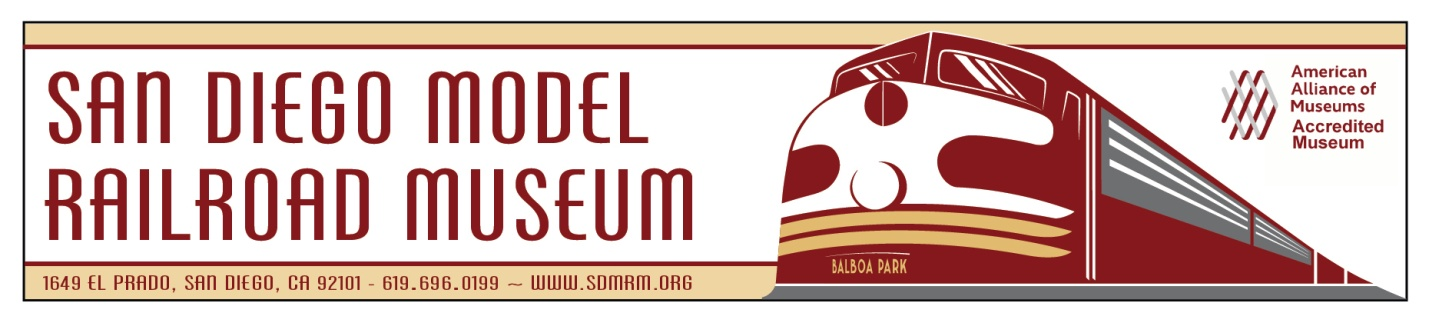 SAN DIEGO MODEL
RAILROAD MUSEUM
1649 EL PRADO, SAN DIEGO, CA 92101 - 619.696.0199 ~ WWW.SDMRM.ORG
BALBOA PARK
American
Alliance of
Museums
Accredited
Museum